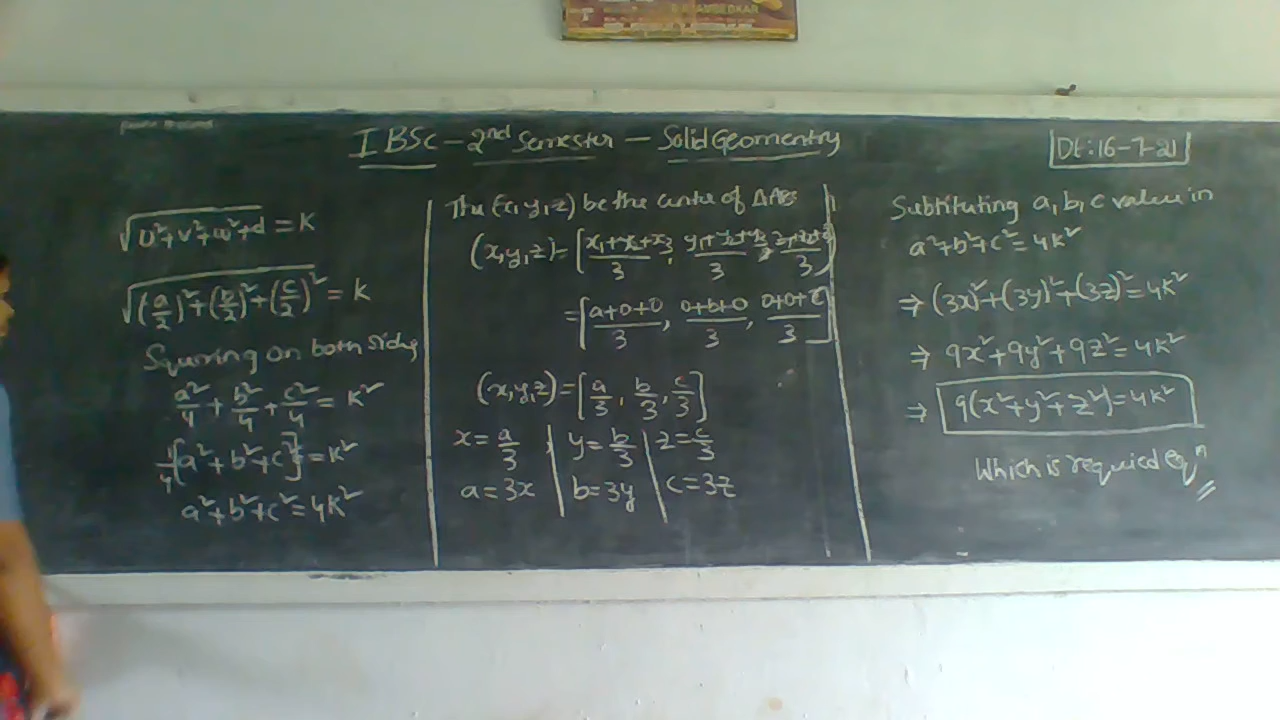 I BSc - 2nd Semester - Solid Geomentry
Dt: 16-7-21
√(u²+v²+w²+d) = K
√((a/2)²+(b/2)²+(c/2)²) = K
Squrring on both sides
a²/4 + b²/4 + c²/4 = K²
1/4[a²+b²+c²] = K²
a²+b²+c² = 4K²
The (x,y,z) be the centre of ΔABC
(x,y,z) = [x₁+x₂+x₃/3, y₁+y₂+y₃/3, z₁+z₂+z₃/3]
= [a+0+0/3, 0+b+0/3, 0+0+c/3]
(x,y,z) = [a/3, b/3, c/3]
x = a/3 | y = b/3 | z = c/3
a = 3x | b = 3y | c = 3z
Subtituting a, b, c value in
a²+b²+c² = 4K²
⇒ (3x)²+(3y)²+(3z)² = 4K²
⇒ 9x²+9y²+9z² = 4K²
⇒ 9(x²+y²+z²) = 4K²
Which is required eqⁿ